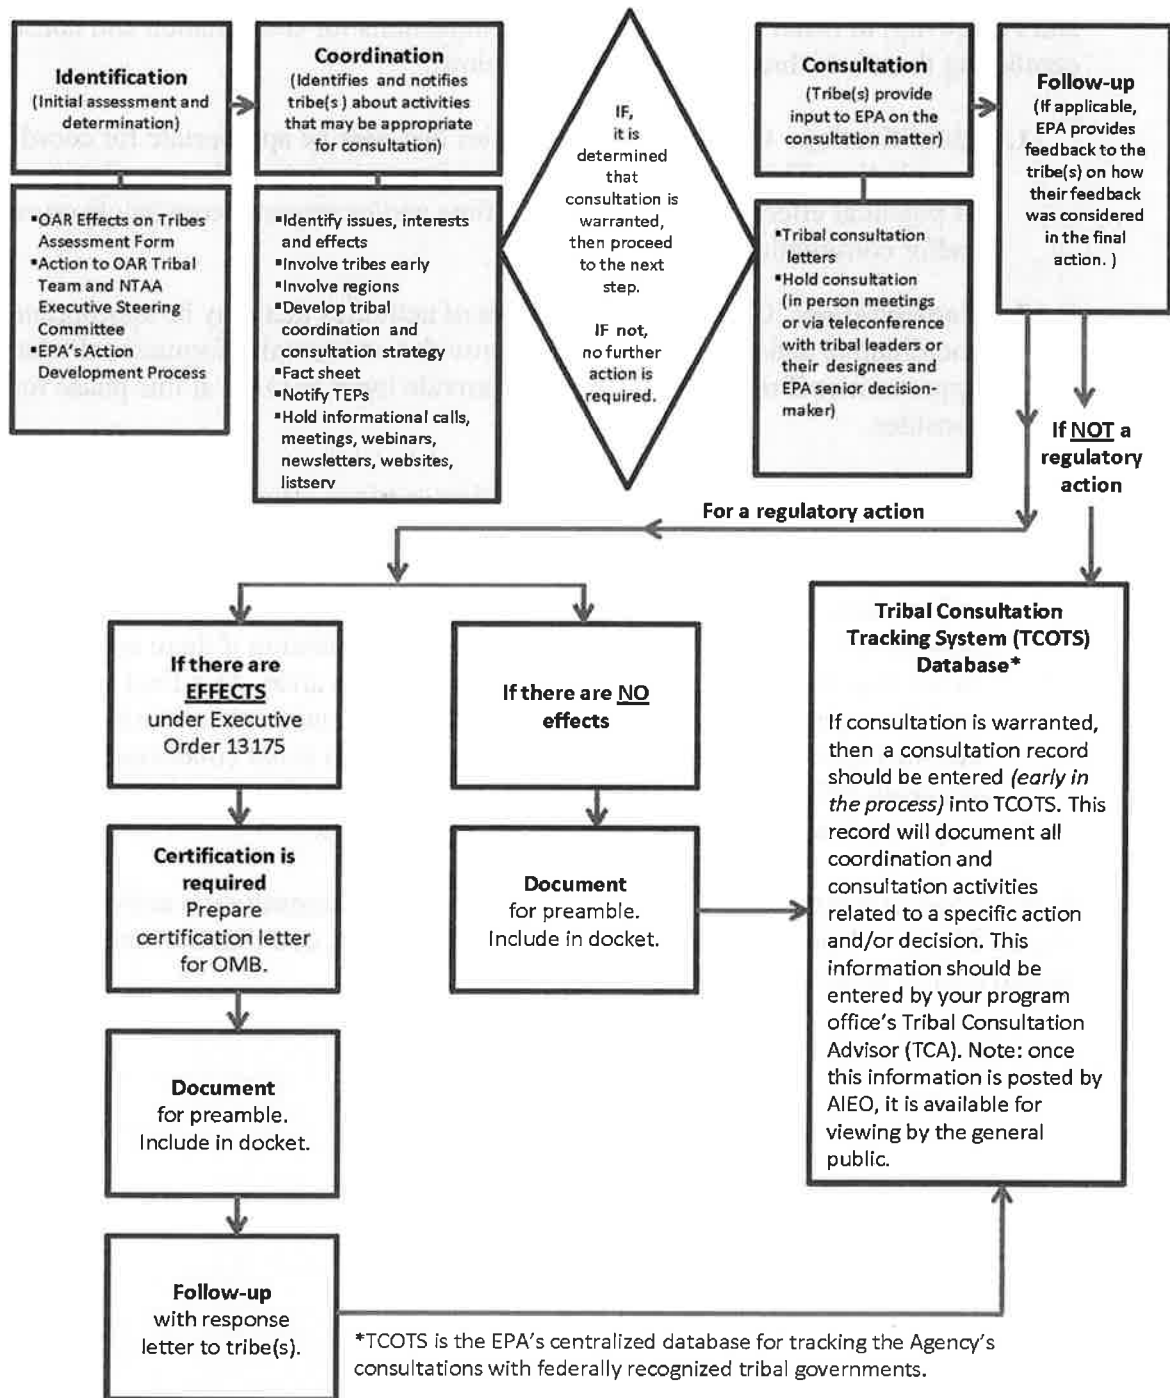 Identification
(Initial assessment and
determination)
▪OAR Effects on Tribes
Assessment Form
▪Action to OAR Tribal
Team and NTAA
Executive Steering
Committee
▪EPA's Action
Development Process
Coordination
(Identifies and notifies
tribe(s) about activities
that may be appropriate
for consultation)
▪Identify issues, interests
and effects
▪Involve tribes early
▪Involve regions
▪Develop tribal
coordination and
consultation strategy
▪Fact sheet
▪Notify TEPs
▪Hold informational calls,
meetings, webinars,
newsletters, websites,
listserv
IF,
it is
determined
that
consultation is
warranted,
then proceed
to the next
step.
IF not,
no further
action is
required.
Consultation
(Tribe(s) provide
input to EPA on the
consultation matter)
▪Tribal consultation
letters
▪Hold consultation
(in person meetings
or via teleconference
with tribal leaders or
their designees and
EPA senior decision-
maker)
Follow-up
(If applicable,
EPA provides
feedback to the
tribe(s) on how
their feedback
was considered
in the final
action. )
If NOT a
regulatory
action
For a regulatory action
If there are
EFFECTS
under Executive
Order 13175
Certification is
required
Prepare
certification letter
for OMB.
Document
for preamble.
Include in docket.
Follow-up
with response
letter to tribe(s).
If there are NO
effects
Document
for preamble.
Include in docket.
Tribal Consultation
Tracking System (TCOTS)
Database*
If consultation is warranted,
then a consultation record
should be entered (early in
the process) into TCOTS. This
record will document all
coordination and
consultation activities
related to a specific action
and/or decision. This
information should be
entered by your program
office's Tribal Consultation
Advisor (TCA). Note: once
this information is posted by
AIEO, it is available for
viewing by the general
public.
*TCOTS is the EPA's centralized database for tracking the Agency's
consultations with federally recognized tribal governments.